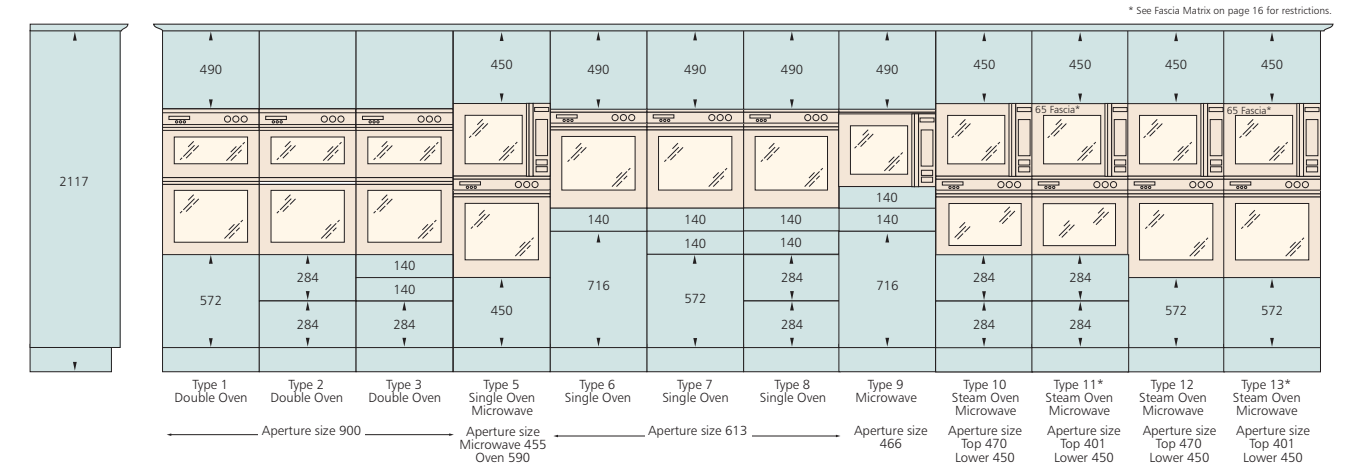 * See Fascia Matrix on page 16 for restrictions.
2117
490
450
490
490
490
490
450
450
450
450
65 Fascia*
65 Fascia*
140
140
140
140
140
140
140
572
284
140
140
284
284
450
716
572
284
284
716
284
284
284
284
572
572
Type 1
Double Oven
Type 2
Double Oven
Type 3
Double Oven
Aperture size 900
Type 5
Single Oven
Microwave
Aperture size
Microwave 455
Oven 590
Type 6
Single Oven
Type 7
Single Oven
Type 8
Single Oven
Aperture size 613
Type 9
Microwave
Aperture size
466
Type 10
Steam Oven
Microwave
Aperture size
Top 470
Lower 450
Type 11*
Steam Oven
Microwave
Aperture size
Top 401
Lower 450
Type 12
Steam Oven
Microwave
Aperture size
Top 470
Lower 450
Type 13*
Steam Oven
Microwave
Aperture size
Top 401
Lower 450